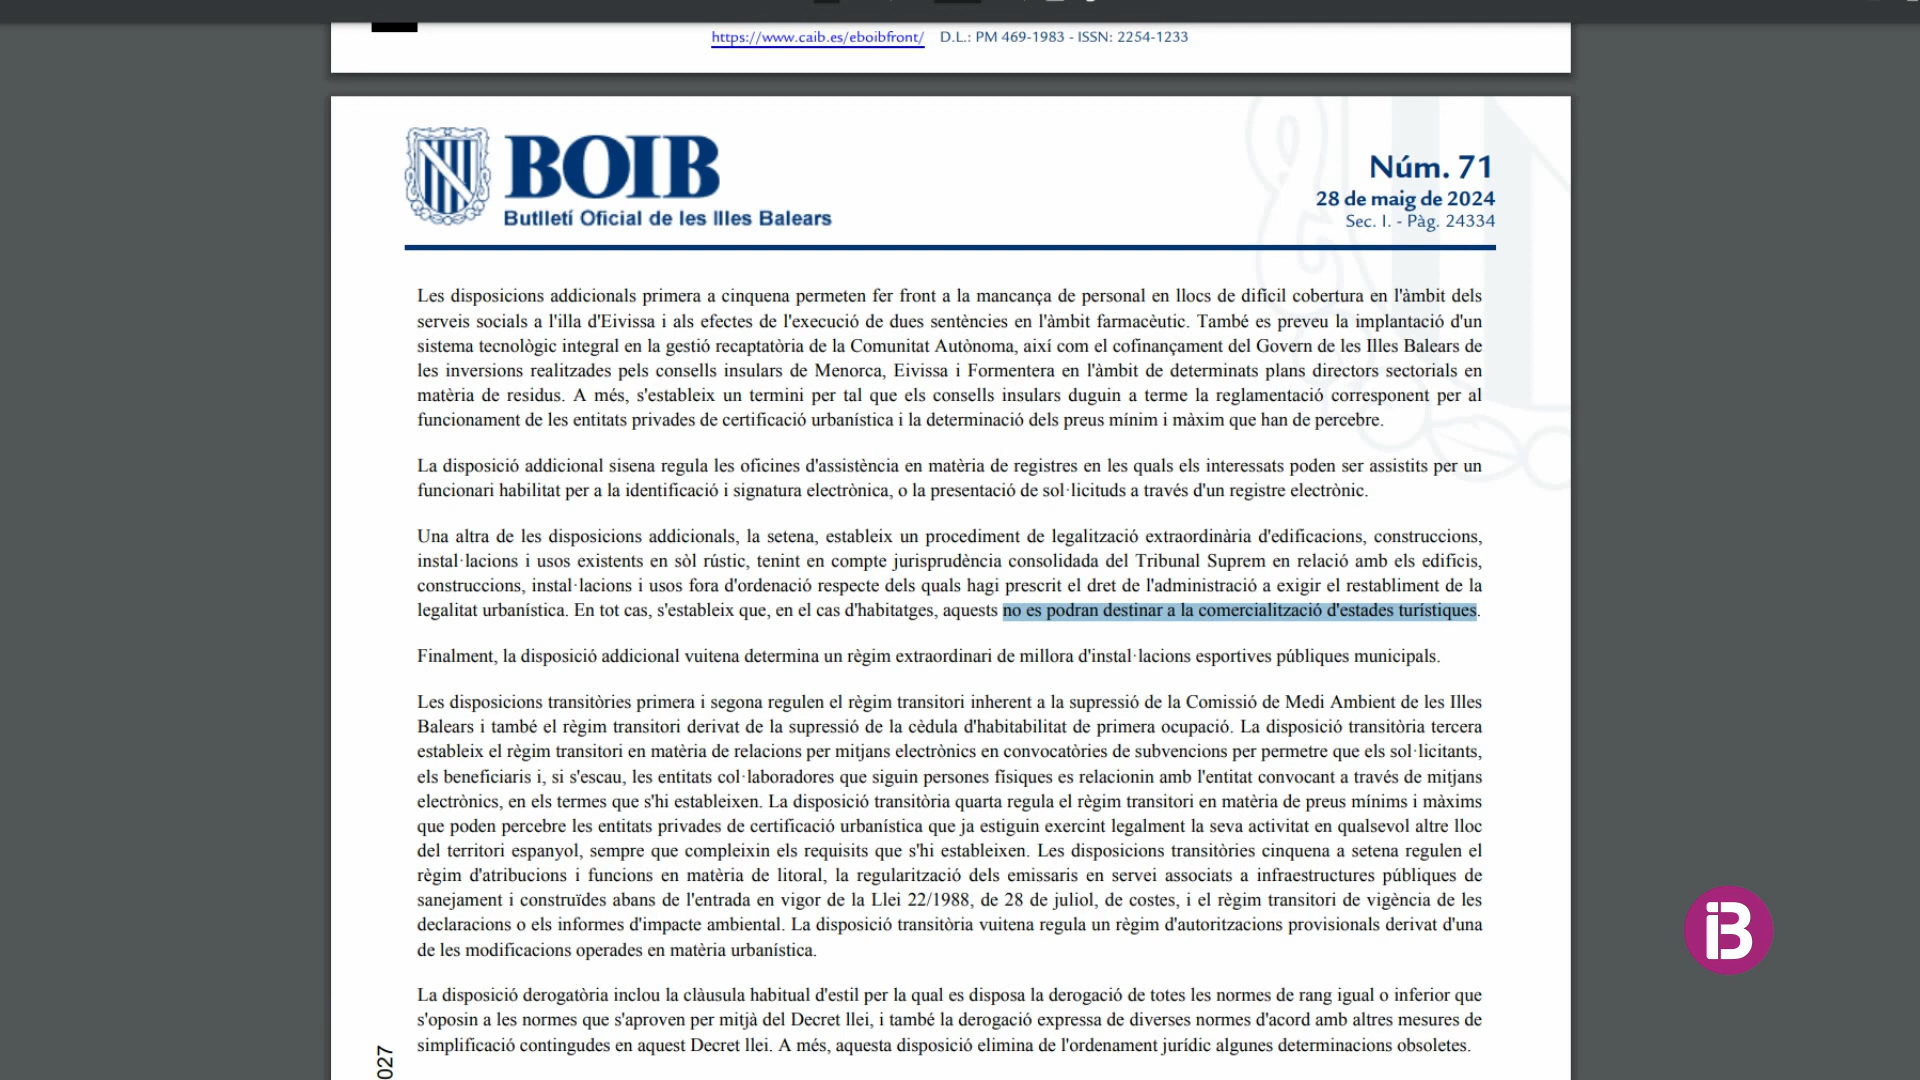 https://www.caib.es/eboibfront/ D.L.: PM 469-1983 - ISSN: 2254-1233
BOIB
Butlletí Oficial de les Illes Balears
Núm. 71
28 de maig de 2024
Sec. I. - Pàg. 24334
Les disposicions addicionals primera a cinquena permeten fer front a la mancança de personal en llocs de difícil cobertura en l'àmbit dels
serveis socials a l'illa d'Eivissa i als efectes de l'execució de dues sentències en l'àmbit farmacèutic. També es preveu la implantació d'un
sistema tecnològic integral en la gestió recaptatòria de la Comunitat Autònoma, així com el cofinançament del Govern de les Illes Balears de
les inversions realitzades pels consells insulars de Menorca, Eivissa i Formentera en l'àmbit de determinats plans directors sectorials en
matèria de residus. A més, s'estableix un termini per tal que els consells insulars duguin a terme la reglamentació corresponent per al
funcionament de les entitats privades de certificació urbanística i la determinació dels preus mínim i màxim que han de percebre.
La disposició addicional sisena regula les oficines d'assistència en matèria de registres en les quals els interessats poden ser assistits per un
funcionari habilitat per a la identificació i signatura electrònica, o la presentació de sol·licituds a través d'un registre electrònic.
Una altra de les disposicions addicionals, la setena, estableix un procediment de legalització extraordinària d'edificacions, construccions,
instal·lacions i usos existents en sòl rústic, tenint en compte jurisprudència consolidada del Tribunal Suprem en relació amb els edificis,
construccions, instal·lacions i usos fora d'ordenació respecte dels quals hagi prescrit el dret de l'administració a exigir el restabliment de la
legalitat urbanística. En tot cas, s'estableix que, en el cas d'habitatges, aquests no es podran destinar a la comercialització d'estades turístiques.
Finalment, la disposició addicional vuitena determina un règim extraordinari de millora d'instal·lacions esportives públiques municipals.
Les disposicions transitòries primera i segona regulen el règim transitori inherent a la supressió de la Comissió de Medi Ambient de les Illes
Balears i també el règim transitori derivat de la supressió de la cèdula d'habitabilitat de primera ocupació. La disposició transitòria tercera
estableix el règim transitori en matèria de relacions per mitjans electrònics en convocatòries de subvencions per permetre que els sol·licitants,
els beneficiaris i, si s'escau, les entitats col·laboradores que siguin persones físiques es relacionin amb l'entitat convocant a través de mitjans
electrònics, en els termes que s'hi estableixen. La disposició transitòria quarta regula el règim transitori en matèria de preus mínims i màxims
que poden percebre les entitats privades de certificació urbanística que ja estiguin exercint legalment la seva activitat en qualsevol altre lloc
del territori espanyol, sempre que compleixin els requisits que s'hi estableixen. Les disposicions transitòries cinquena a setena regulen el
règim d'atribucions i funcions en matèria de litoral, la regularització dels emissaris en servei associats a infraestructures públiques de
sanejament i construïdes abans de l'entrada en vigor de la Llei 22/1988, de 28 de juliol, de costes, i el règim transitori de vigència de les
declaracions o els informes d'impacte ambiental. La disposició transitòria vuitena regula un règim d'autoritzacions provisionals derivat d'una
de les modificacions operades en matèria urbanística.
La disposició derogatòria inclou la clàusula habitual d'estil per la qual es disposa la derogació de totes les normes de rang igual o inferior que
s'oposin a les normes que s'aproven per mitjà del Decret llei, i també la derogació expressa de diverses normes d'acord amb altres mesures de
simplificació contingudes en aquest Decret llei. A més, aquesta disposició elimina de l'ordenament jurídic algunes determinacions obsoletes.
027
iB